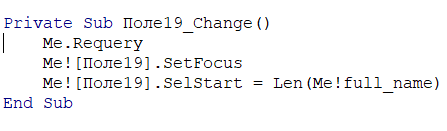 Private Sub Поле19_Change()
Me.Requery
Me![Поле19].SetFocus
Me![Поле19].SelStart = Len(Me!full_name)
End Sub